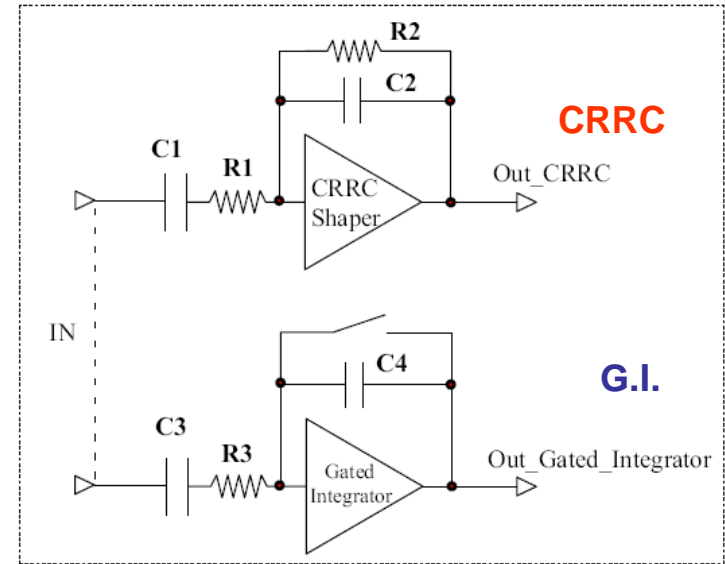 R2
C2
CRRC
C1
R1
CRRC
Shaper
Out_CRRC
IN
C4
G.I.
C3
R3
Gated
Integrator
Out_Gated_Integrator